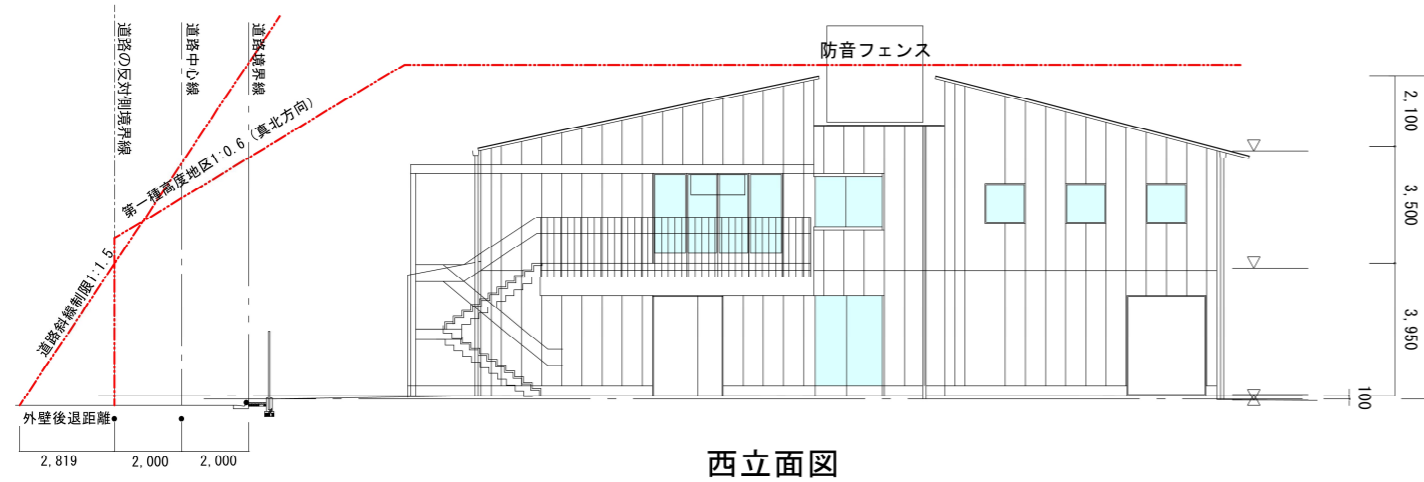 道路の反対側境界線
道路中心線
道路境界線
防音フェンス
第一種高度地区1:0.6 (真北方向)
道路斜線制限1:1.5
2,100
3,500
3,950
100
外壁後退距離
2,819
2,000
2,000
西立面図